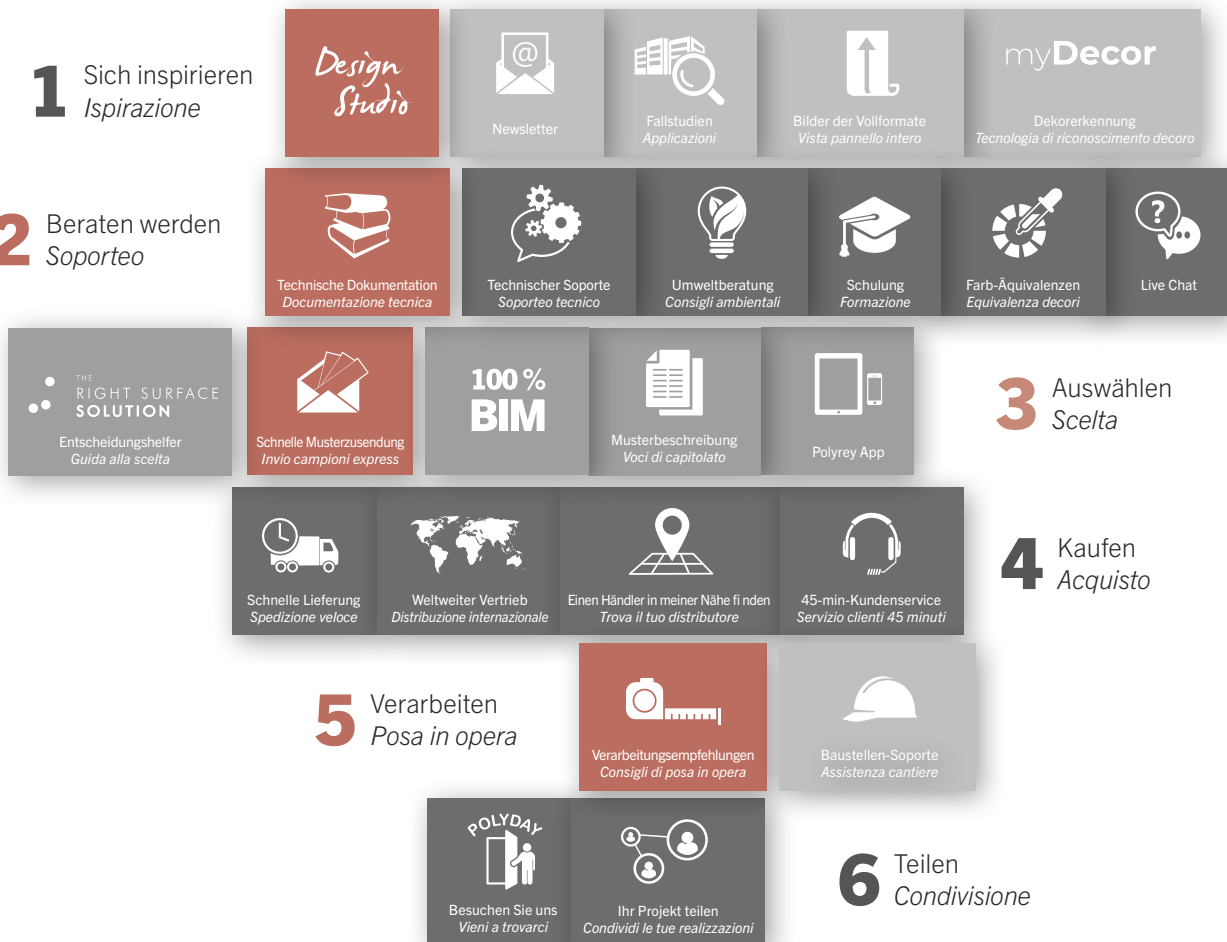 1
Sich inspirieren
Ispirazione
Design
Studio
@
Newsletter
Fallstudien
Applicazioni
Bilder der Vollformate
Vista pannello intero
myDecor
Dekorerkennung
Tecnologia di riconoscimento decoro
2
Beraten werden
Soporteo
Technische Dokumentation
Documentazione tecnica
Technischer Soporte
Soporteo tecnico
Umweltberatung
Consigli ambientali
Schulung
Formazione
Farb-Äquivalenzen
Equivalenza decori
?
Live Chat
THE
RIGHT SURFACE
SOLUTION
Entscheidungshelfer
Guida alla scelta
Schnelle Musterzusendung
Invio campioni express
100 %
BIM
Musterbeschreibung
Voci di capitolato
Polyrey App
3
Auswählen
Scelta
Schnelle Lieferung
Spedizione veloce
Weltweiter Vertrieb
Distribuzione internazionale
Einen Händler in meiner Nähe fi nden
Trova il tuo distributore
45-min-Kundenservice
Servizio clienti 45 minuti
4
Kaufen
Acquisto
5
Verarbeiten
Posa in opera
Verarbeitungsempfehlungen
Consigli di posa in opera
Baustellen-Soporte
Assistenza cantiere
POLYDAY
Besuchen Sie uns
Vieni a trovarci
Ihr Projekt teilen
Condividi le tue realizzazioni
6
Teilen
Condivisione